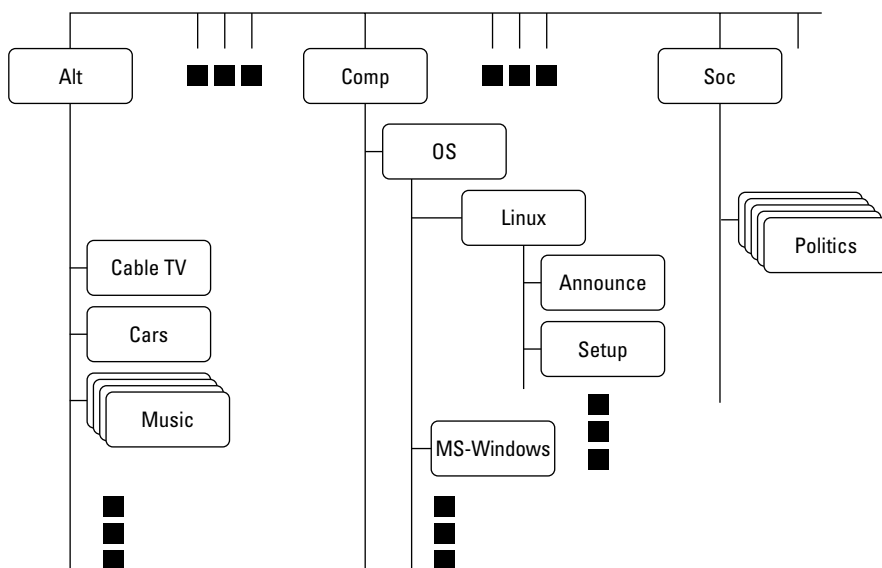 Alt
Comp
Soc
OS
Linux
Politics
Cable TV
Announce
Cars
Setup
Music
MS-Windows